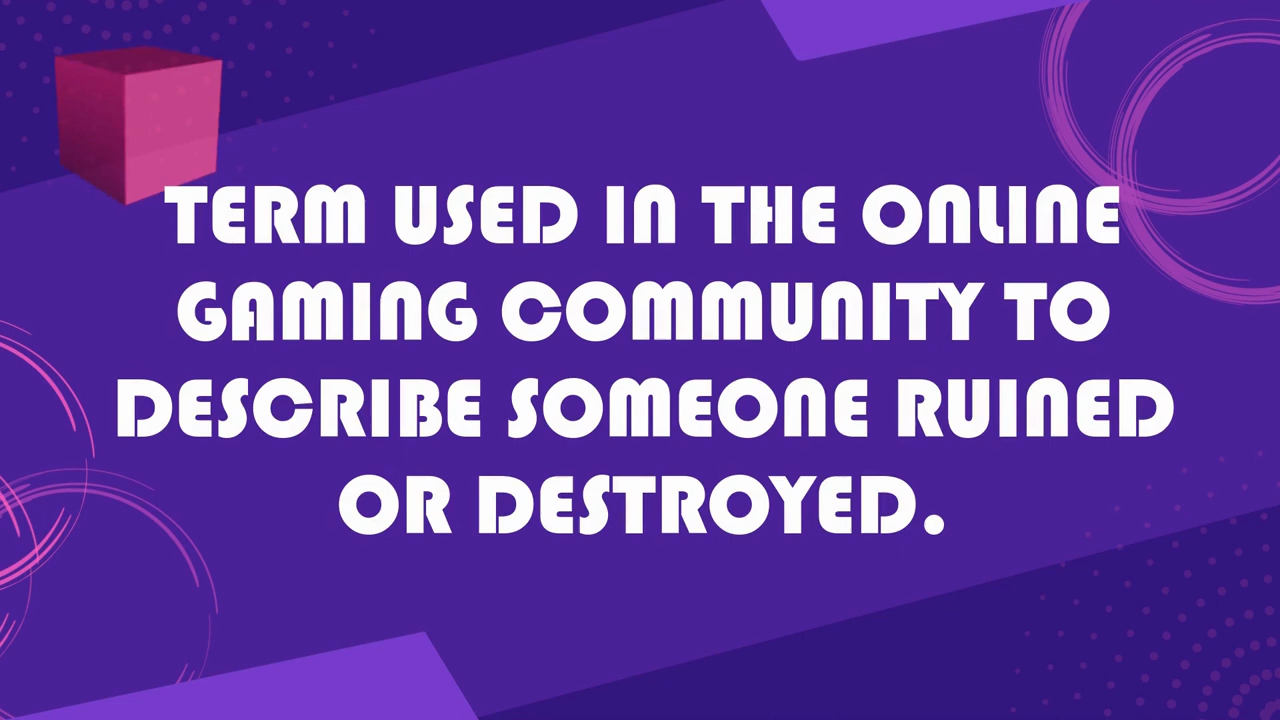 TERM USED IN THE ONLINE
GAMING COMMUNITY TO
DESCRIBE SOMEONE RUINED
OR DESTROYED.